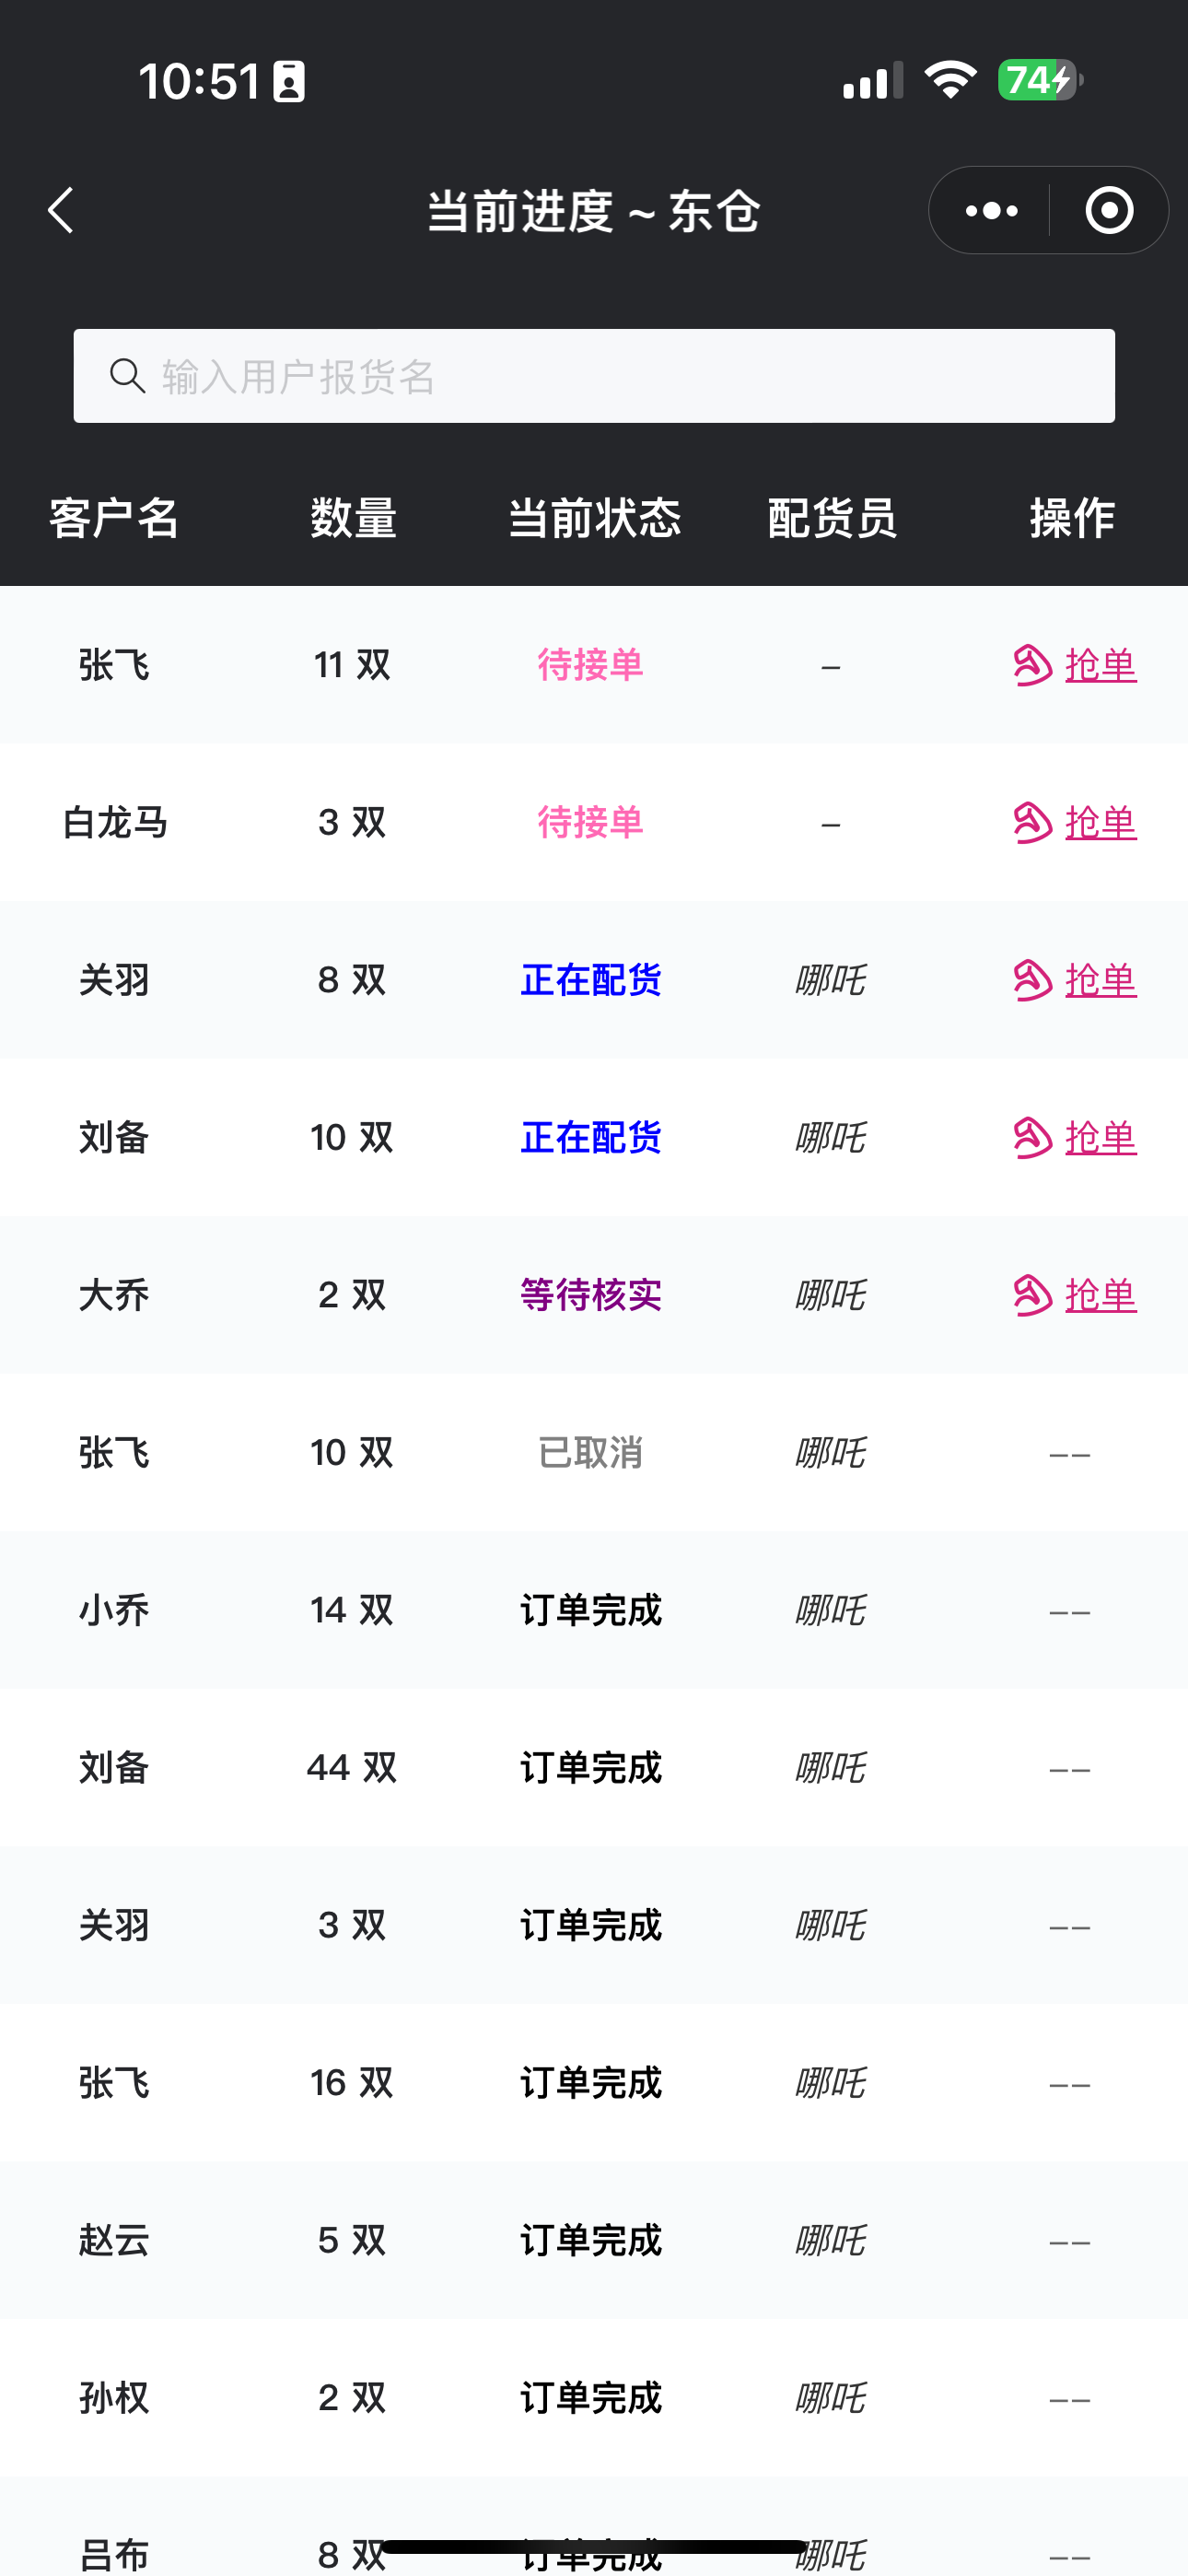 10:51 74
当前进度 ~ 东仓
输入用户报货名
客户名 数量 当前状态 配货员 操作
张飞 11 双 待接单 – 抢单
白龙马 3 双 待接单 – 抢单
关羽 8 双 正在配货 哪吒 抢单
刘备 10 双 正在配货 哪吒 抢单
大乔 2 双 等待核实 哪吒 抢单
张飞 10 双 已取消 哪吒 ––
小乔 14 双 订单完成 哪吒 ––
刘备 44 双 订单完成 哪吒 ––
关羽 3 双 订单完成 哪吒 ––
张飞 16 双 订单完成 哪吒 ––
赵云 5 双 订单完成 哪吒 ––
孙权 2 双 订单完成 哪吒 ––
吕布 8 双 订单完成 哪吒 ––